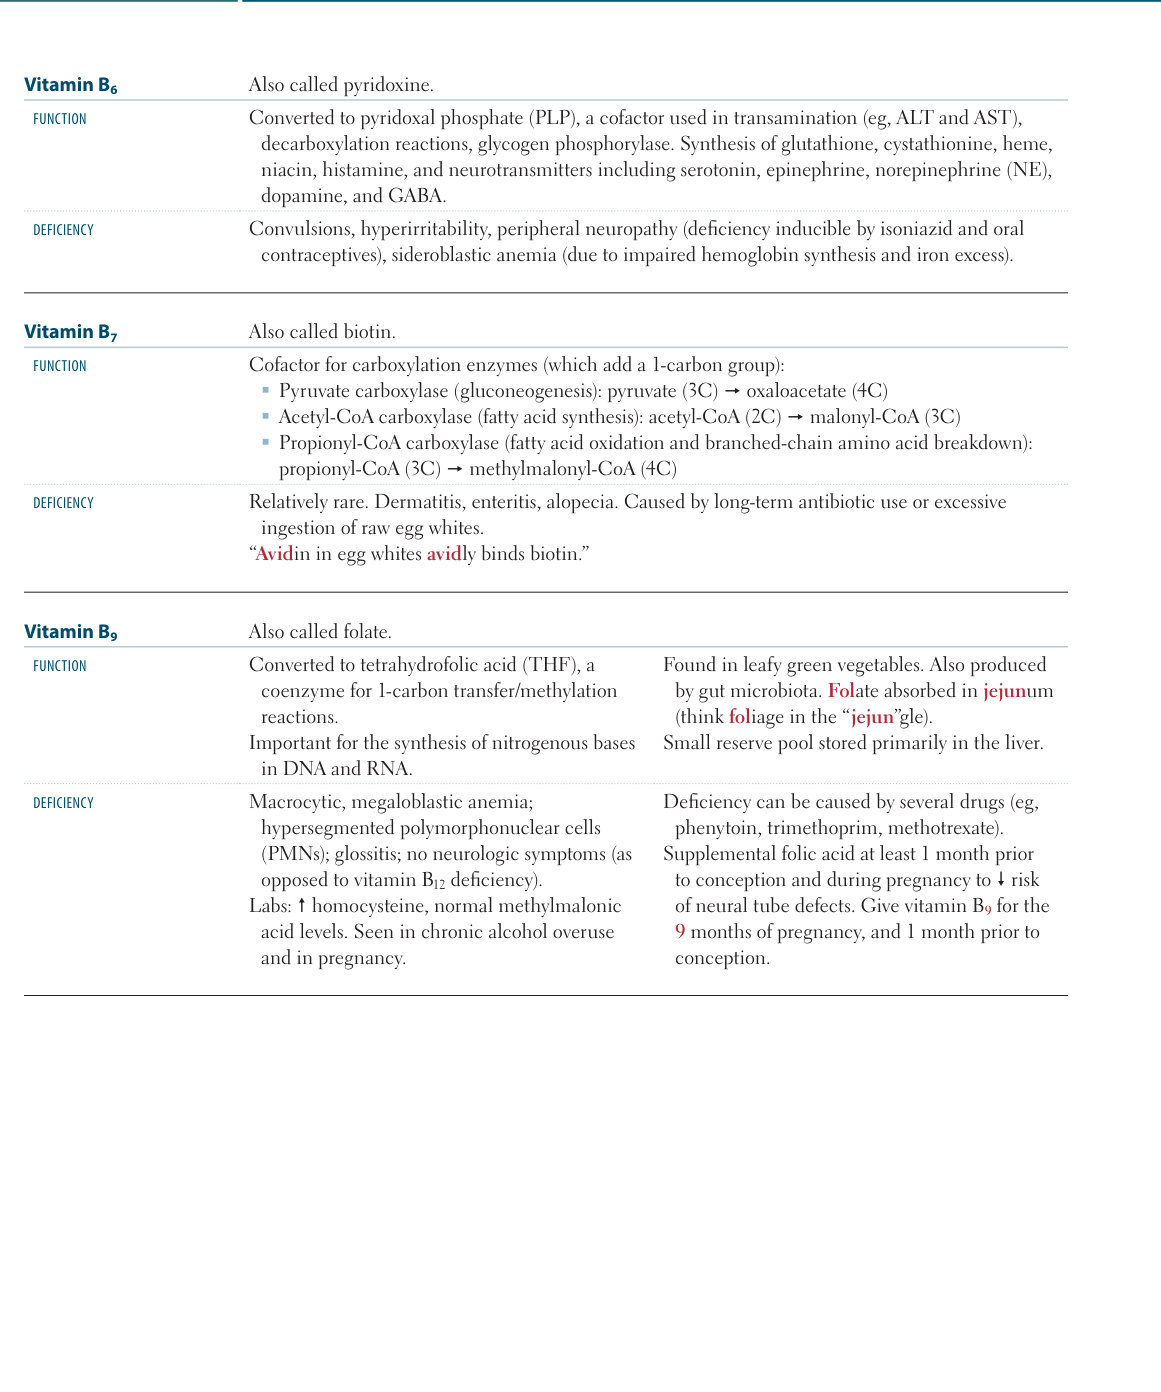 Vitamin B₆ Also called pyridoxine.
FUNCTION Converted to pyridoxal phosphate (PLP), a cofactor used in transamination (eg, ALT and AST),
decarboxylation reactions, glycogen phosphorylase. Synthesis of glutathione, cystathionine, heme,
niacin, histamine, and neurotransmitters including serotonin, epinephrine, norepinephrine (NE),
dopamine, and GABA.
DEFICIENCY Convulsions, hyperirritability, peripheral neuropathy (deficiency inducible by isoniazid and oral
contraceptives), sideroblastic anemia (due to impaired hemoglobin synthesis and iron excess).
Vitamin B₇ Also called biotin.
FUNCTION Cofactor for carboxylation enzymes (which add a 1-carbon group):
▪ Pyruvate carboxylase (gluconeogenesis): pyruvate (3C) → oxaloacetate (4C)
▪ Acetyl-CoA carboxylase (fatty acid synthesis): acetyl-CoA (2C) → malonyl-CoA (3C)
▪ Propionyl-CoA carboxylase (fatty acid oxidation and branched-chain amino acid breakdown):
propionyl-CoA (3C) → methylmalonyl-CoA (4C)
DEFICIENCY Relatively rare. Dermatitis, enteritis, alopecia. Caused by long-term antibiotic use or excessive
ingestion of raw egg whites.
“Avidin in egg whites avidly binds biotin.”
Vitamin B₉ Also called folate.
FUNCTION Converted to tetrahydrofolic acid (THF), a
coenzyme for 1-carbon transfer/methylation
reactions.
Important for the synthesis of nitrogenous bases
in DNA and RNA.
Found in leafy green vegetables. Also produced
by gut microbiota. Folate absorbed in jejunum
(think foliage in the “jejun”gle).
Small reserve pool stored primarily in the liver.
DEFICIENCY Macrocytic, megaloblastic anemia;
hypersegmented polymorphonuclear cells
(PMNs); glossitis; no neurologic symptoms (as
opposed to vitamin B₁₂ deficiency).
Labs: ↑ homocysteine, normal methylmalonic
acid levels. Seen in chronic alcohol overuse
and in pregnancy.
Deficiency can be caused by several drugs (eg,
phenytoin, trimethoprim, methotrexate).
Supplemental folic acid at least 1 month prior
to conception and during pregnancy to ↓ risk
of neural tube defects. Give vitamin B₉ for the
9 months of pregnancy, and 1 month prior to
conception.